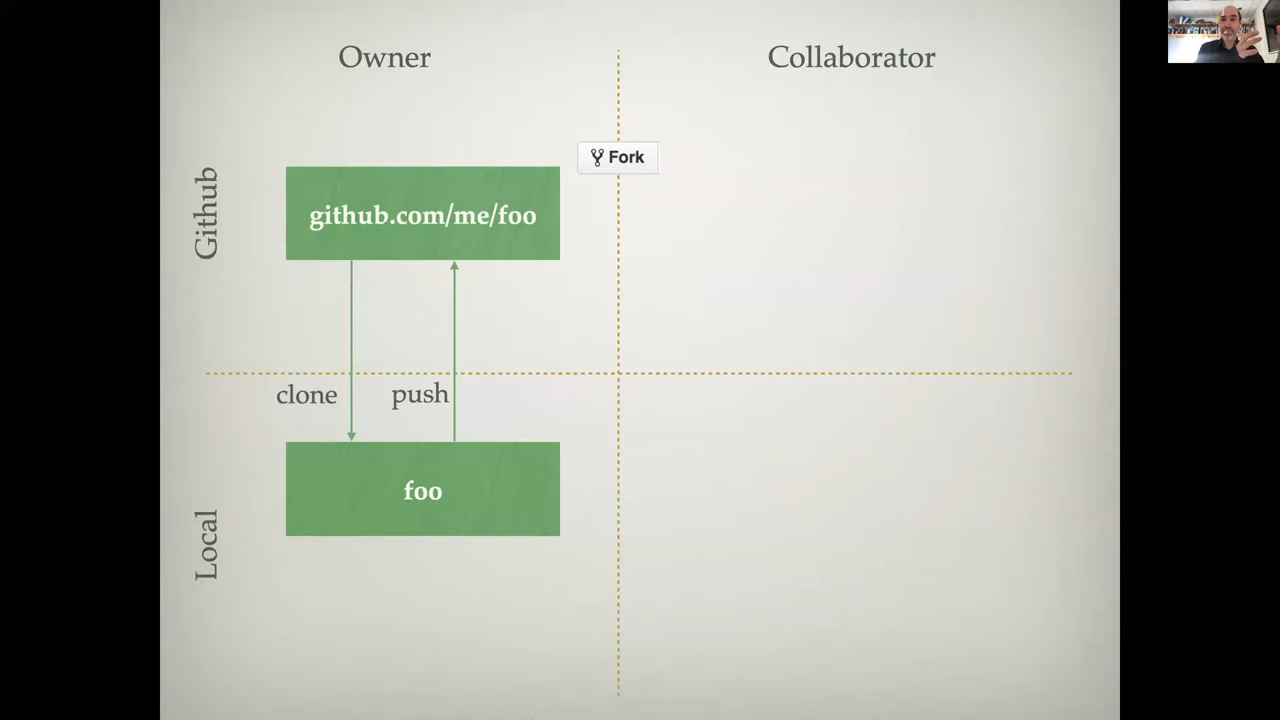 Owner
Collaborator
Fork
Github
github.com/me/foo
clone
push
foo
Local